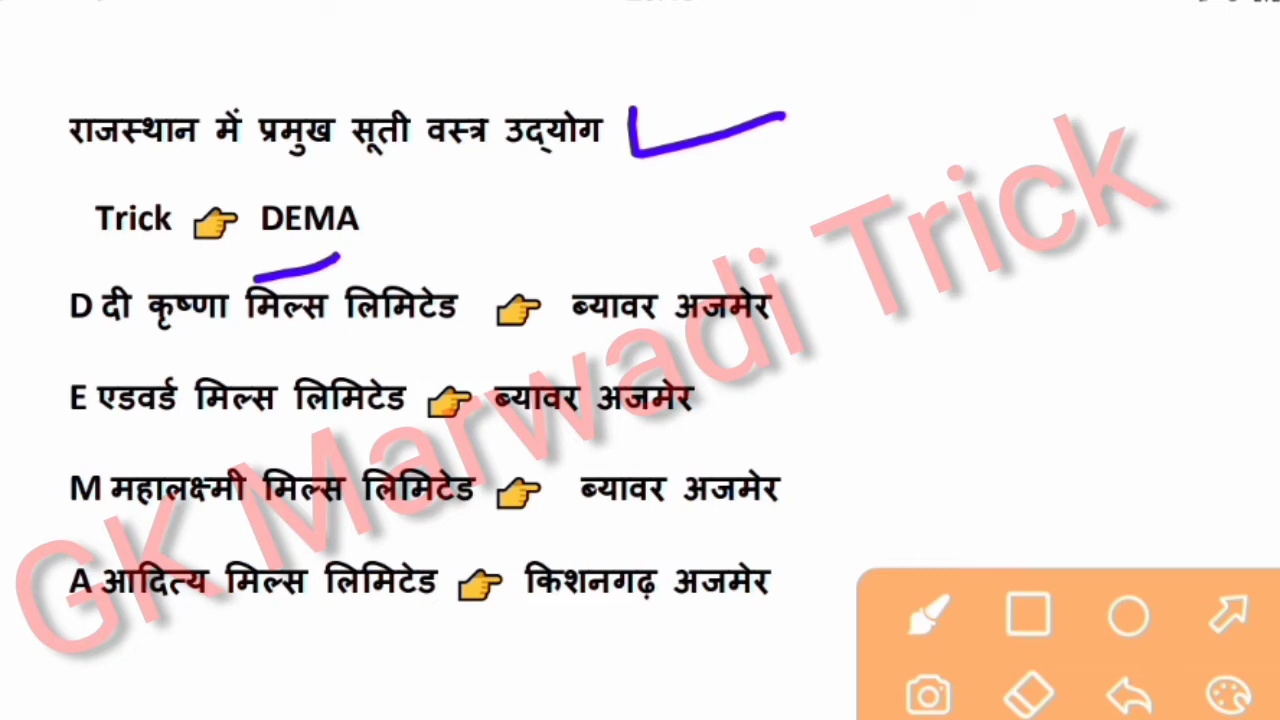 राजस्थान में प्रमुख सूती वस्त्र उद्योग
Trick 👉 DEMA
D दी कृष्णा मिल्स लिमिटेड 👉 ब्यावर अजमेर
E एडवर्ड मिल्स लिमिटेड 👉 ब्यावर अजमेर
M महालक्ष्मी मिल्स लिमिटेड 👉 ब्यावर अजमेर
A आदित्य मिल्स लिमिटेड 👉 किशनगढ़ अजमेर
GK Marwadi Trick